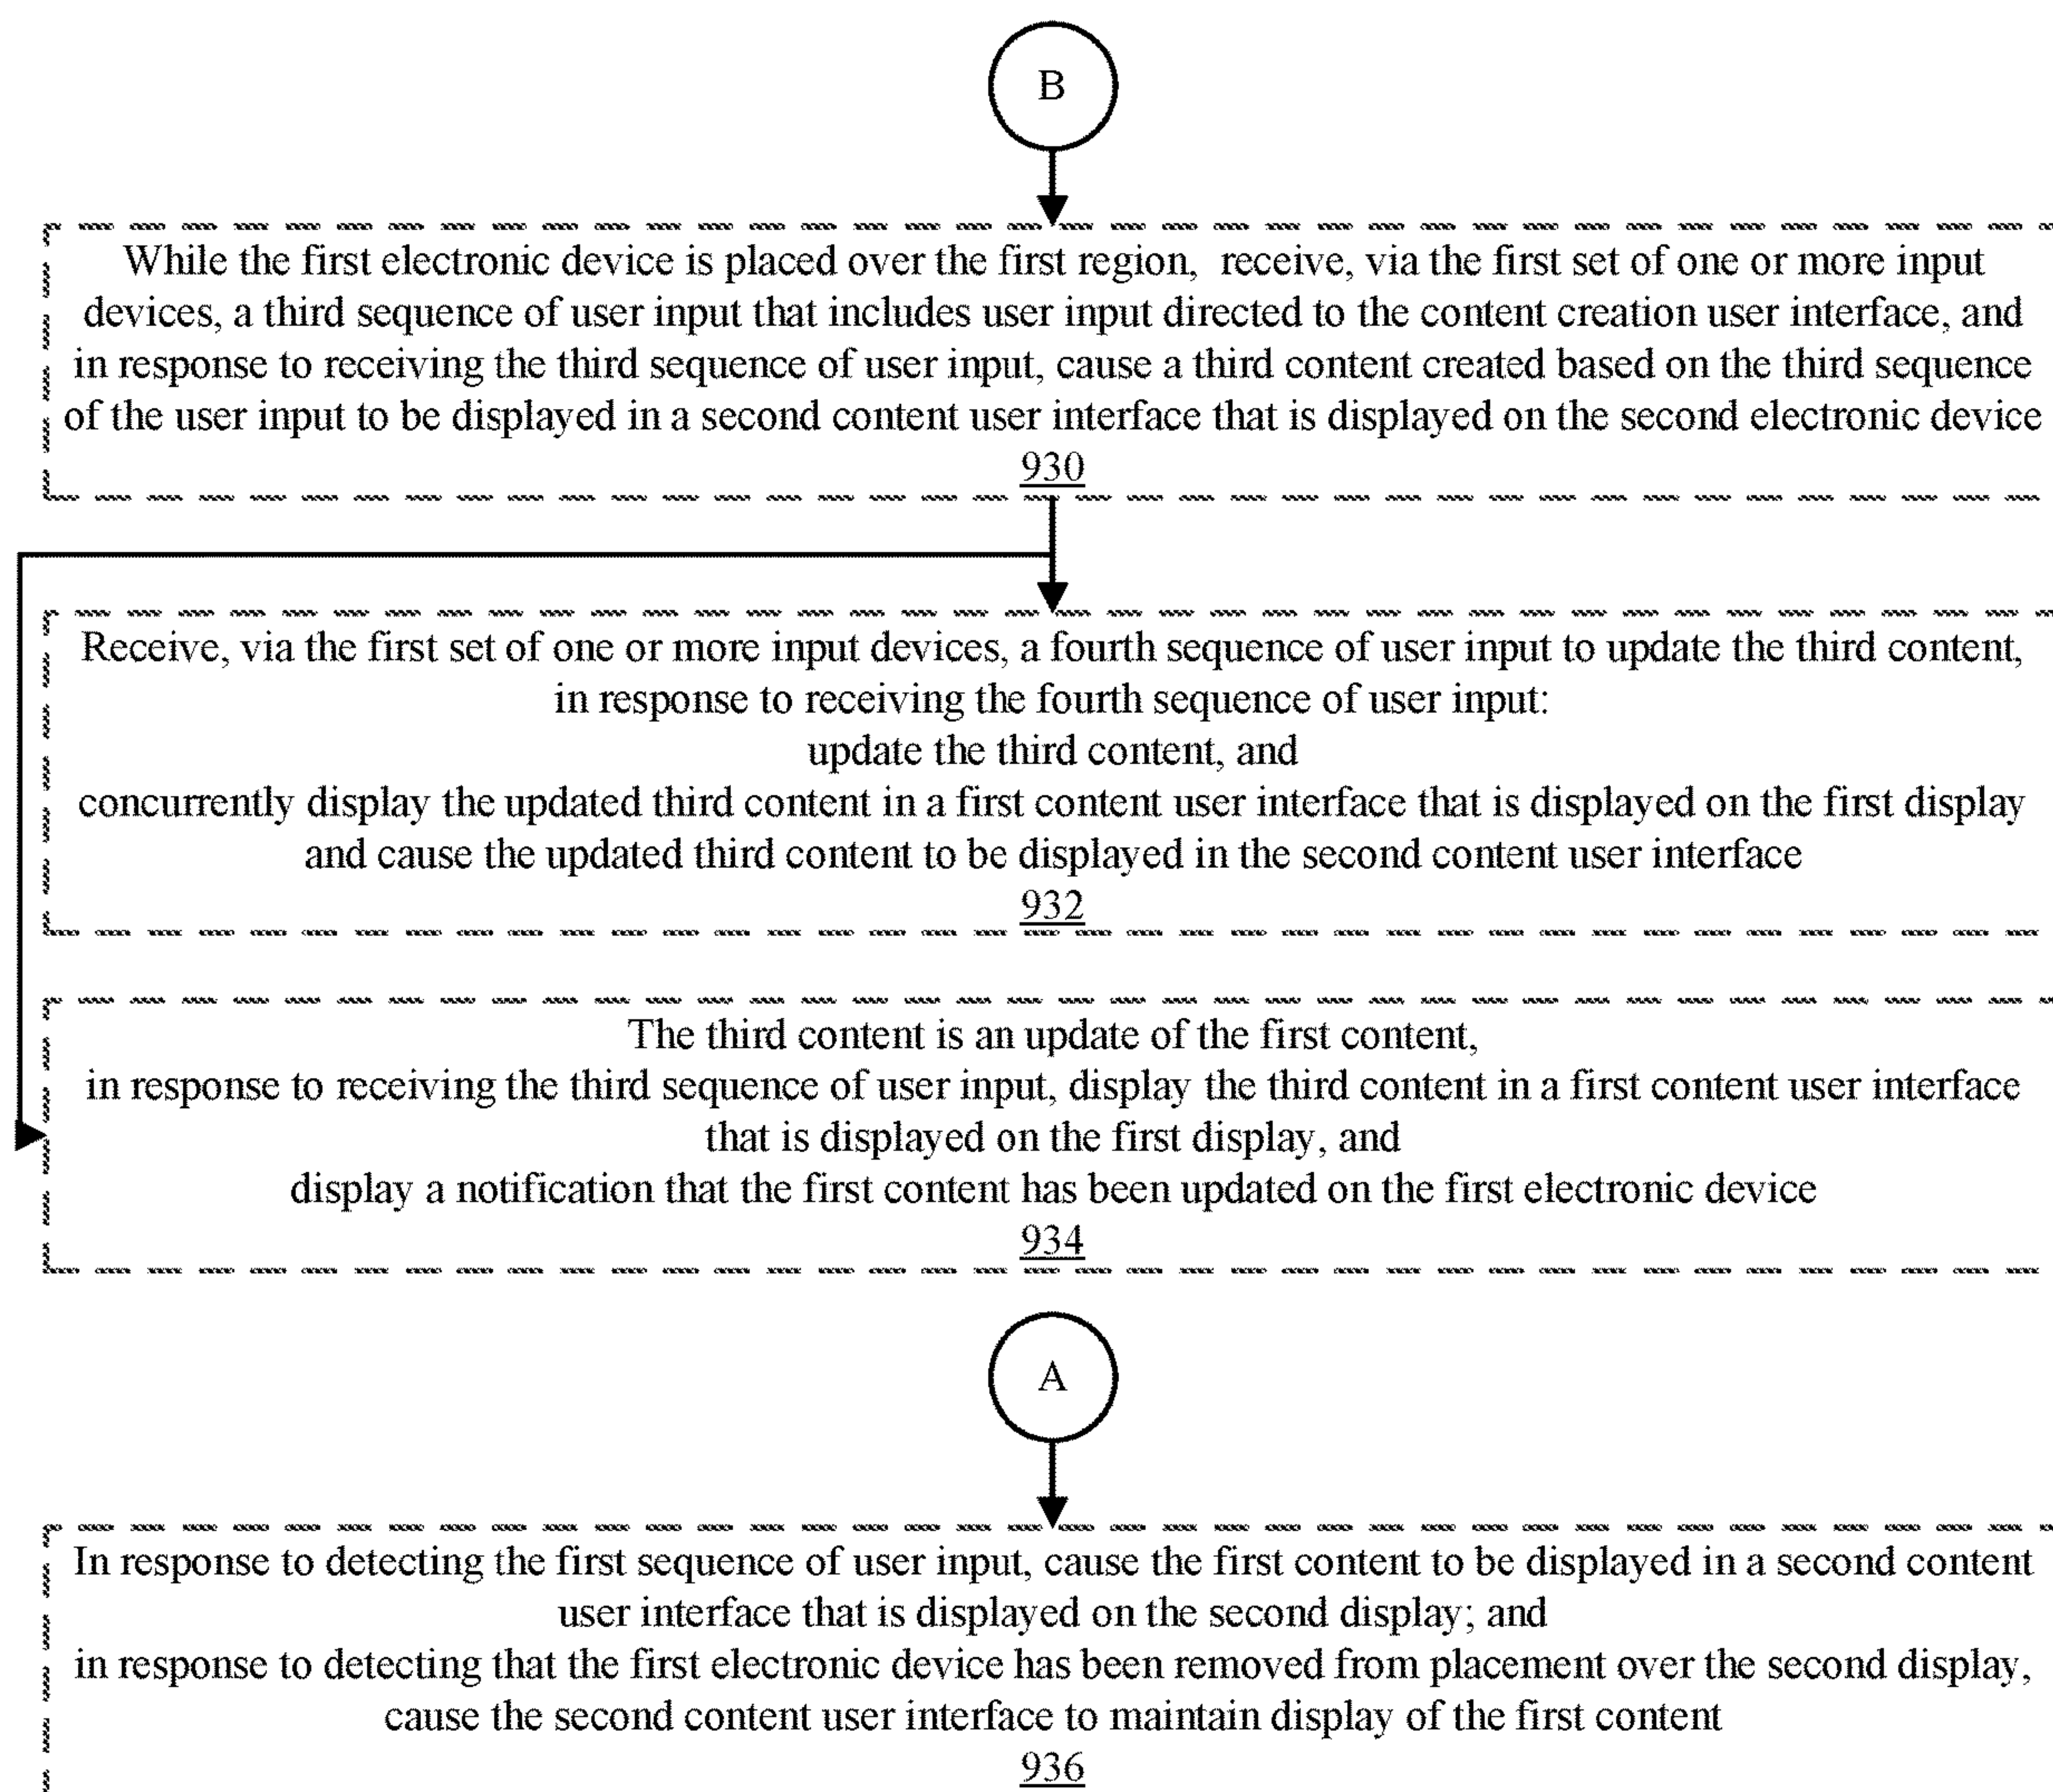 B
While the first electronic device is placed over the first region, receive, via the first set of one or more input
devices, a third sequence of user input that includes user input directed to the content creation user interface, and
in response to receiving the third sequence of user input, cause a third content created based on the third sequence
of the user input to be displayed in a second content user interface that is displayed on the second electronic device
930
Receive, via the first set of one or more input devices, a fourth sequence of user input to update the third content,
in response to receiving the fourth sequence of user input:
update the third content, and
concurrently display the updated third content in a first content user interface that is displayed on the first display
and cause the updated third content to be displayed in the second content user interface
932
The third content is an update of the first content,
in response to receiving the third sequence of user input, display the third content in a first content user interface
that is displayed on the first display, and
display a notification that the first content has been updated on the first electronic device
934
A
In response to detecting the first sequence of user input, cause the first content to be displayed in a second content
user interface that is displayed on the second display; and
in response to detecting that the first electronic device has been removed from placement over the second display,
cause the second content user interface to maintain display of the first content
936